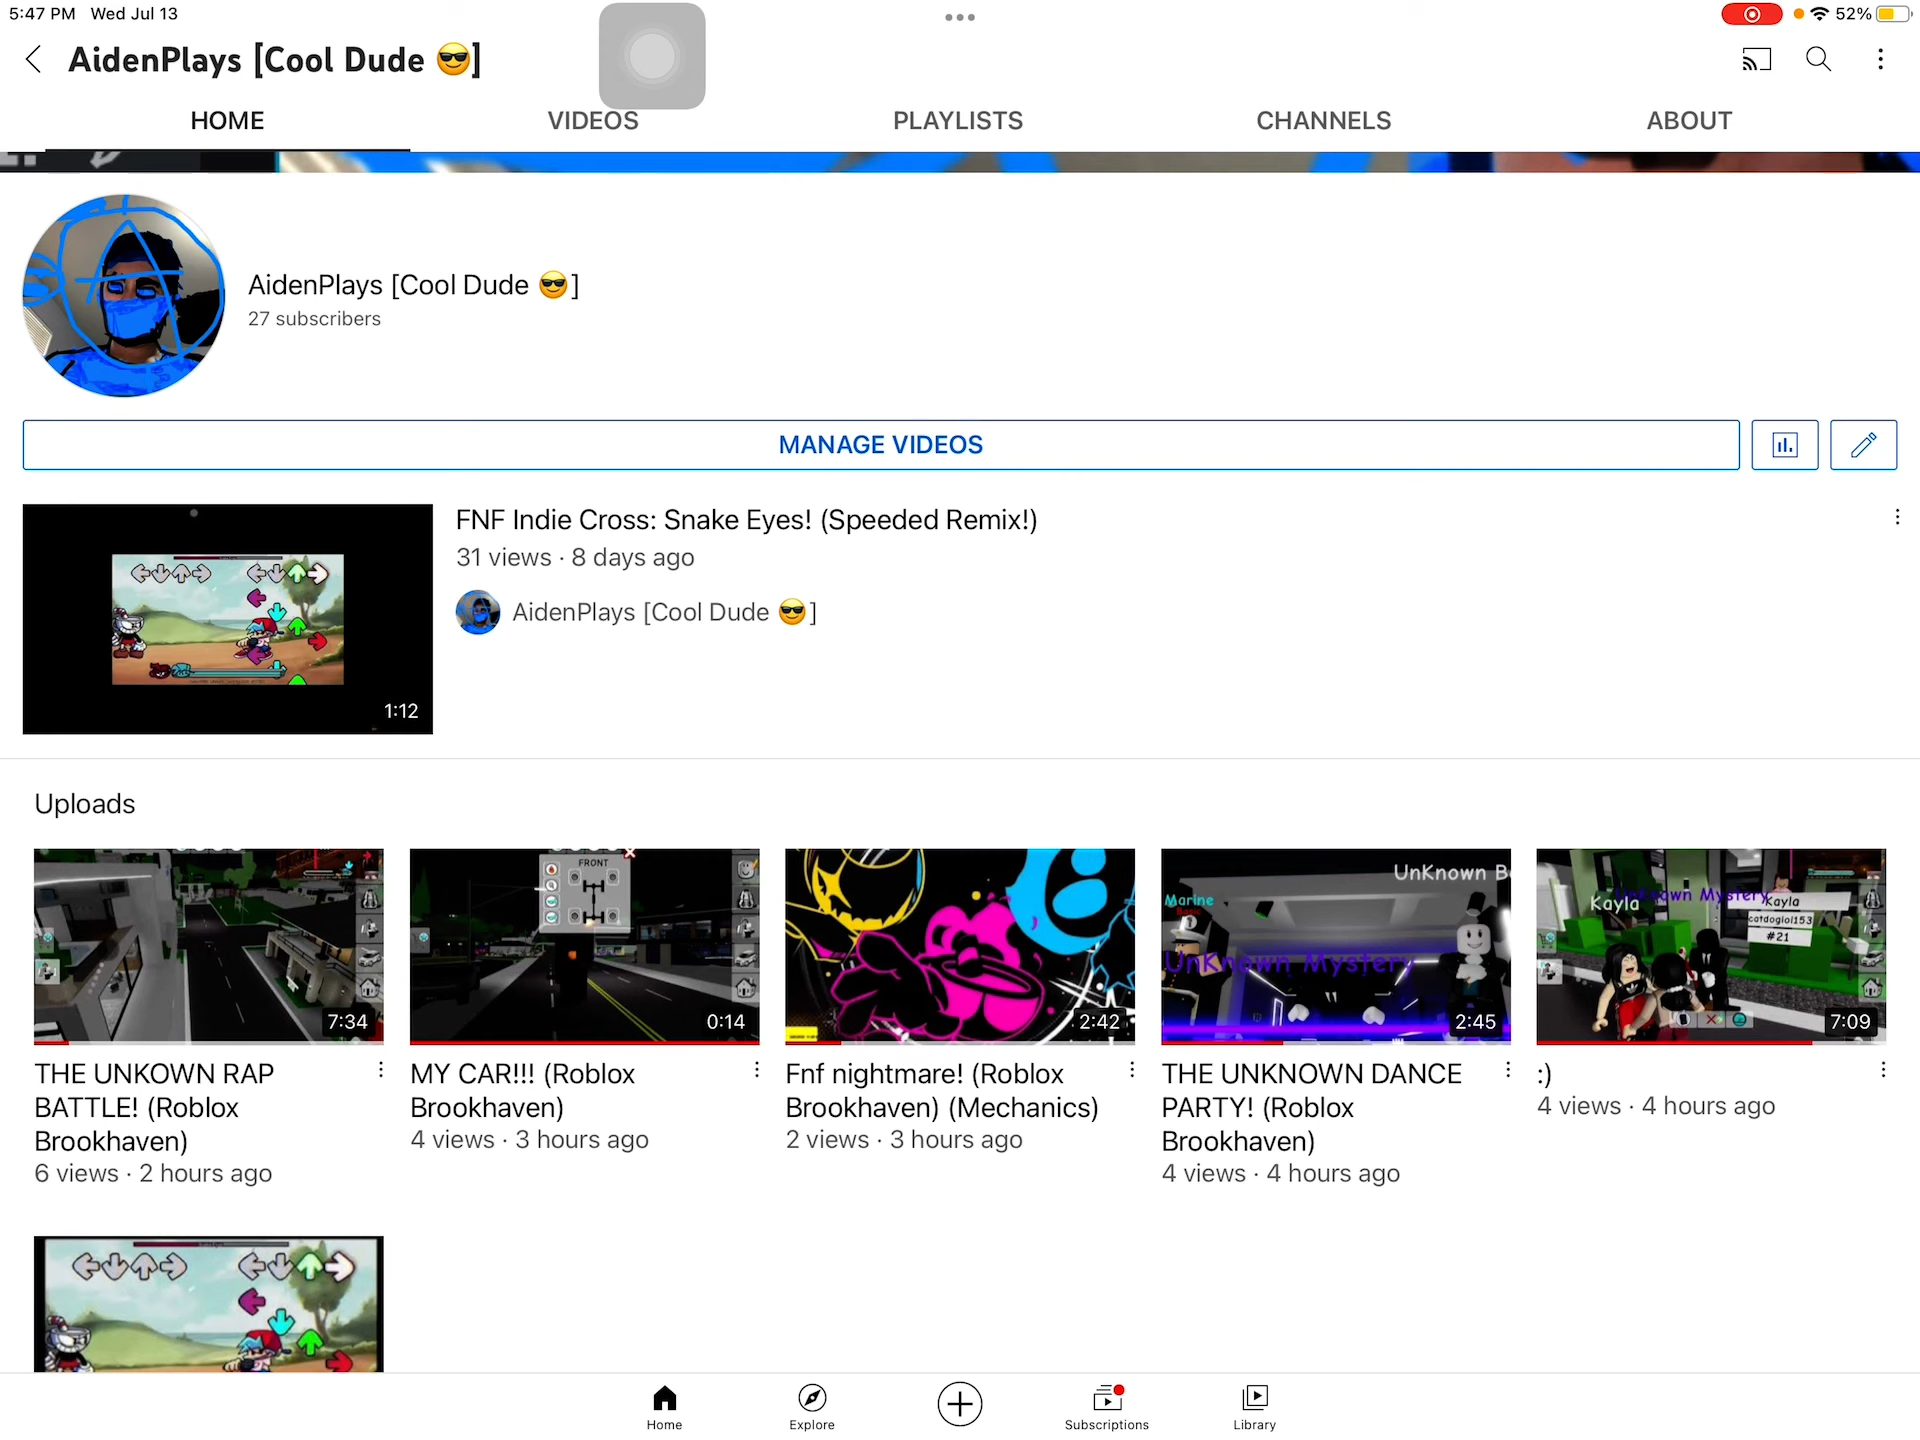 5:47 PM Wed Jul 13
52%
AidenPlays [Cool Dude 😎]
HOME VIDEOS PLAYLISTS CHANNELS ABOUT
AidenPlays [Cool Dude 😎]
27 subscribers
MANAGE VIDEOS
FNF Indie Cross: Snake Eyes! (Speeded Remix!)
31 views · 8 days ago
AidenPlays [Cool Dude 😎]
1:12
Uploads
7:34
THE UNKOWN RAP
BATTLE! (Roblox
Brookhaven)
6 views · 2 hours ago
FRONT
0:14
MY CAR!!! (Roblox
Brookhaven)
4 views · 3 hours ago
2:42
Fnf nightmare! (Roblox
Brookhaven) (Mechanics)
2 views · 3 hours ago
UnKnown B
Marine
UnKnown Mystery
2:45
THE UNKNOWN DANCE
PARTY! (Roblox
Brookhaven)
4 views · 4 hours ago
Kayla
Mystery
Kayla
catdogiol153
#21
7:09
:)
4 views · 4 hours ago
Home Explore Subscriptions Library